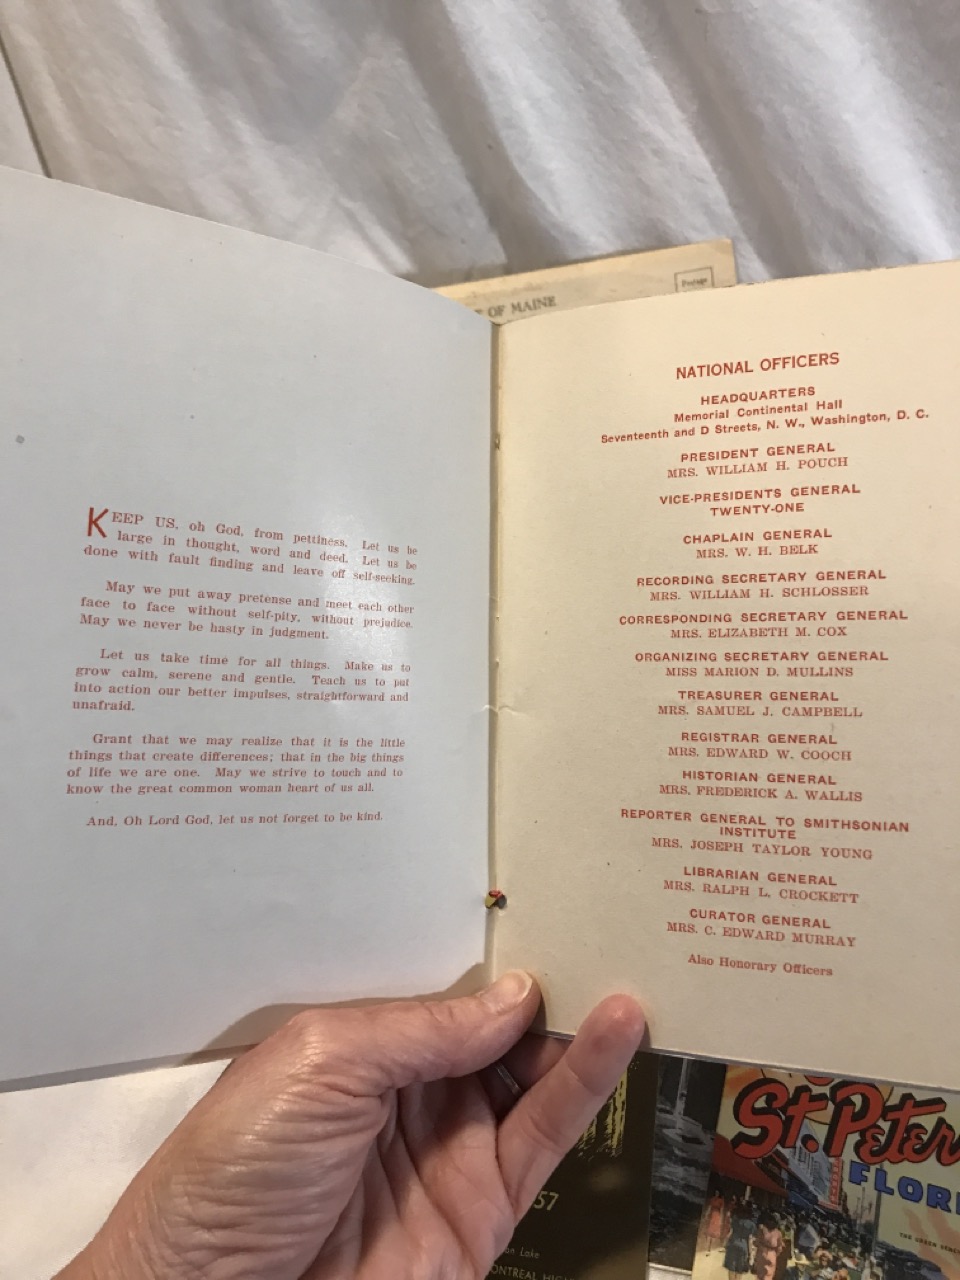 KEEP US, oh God, from pettiness. Let us be
large in thought, word and deed. Let us be
done with fault finding and leave off self-seeking.
May we put away pretense and meet each other
face to face without self-pity, without prejudice.
May we never be hasty in judgment.
Let us take time for all things. Make us to
grow calm, serene and gentle. Teach us to put
into action our better impulses, straightforward and
unafraid.
Grant that we may realize that it is the little
things that create differences; that in the big things
of life we are one. May we strive to touch and to
know the great common woman heart of us all.
And, Oh Lord God, let us not forget to be kind.
OF MAINE
Postage
NATIONAL OFFICERS
HEADQUARTERS
Memorial Continental Hall
Seventeenth and D Streets, N. W., Washington, D. C.
PRESIDENT GENERAL
MRS. WILLIAM H. POUCH
VICE-PRESIDENTS GENERAL
TWENTY-ONE
CHAPLAIN GENERAL
MRS. W. H. BELK
RECORDING SECRETARY GENERAL
MRS. WILLIAM H. SCHLOSSER
CORRESPONDING SECRETARY GENERAL
MRS. ELIZABETH M. COX
ORGANIZING SECRETARY GENERAL
MISS MARION D. MULLINS
TREASURER GENERAL
MRS. SAMUEL J. CAMPBELL
REGISTRAR GENERAL
MRS. EDWARD W. COOCH
HISTORIAN GENERAL
MRS. FREDERICK A. WALLIS
REPORTER GENERAL TO SMITHSONIAN
INSTITUTE
MRS. JOSEPH TAYLOR YOUNG
LIBRARIAN GENERAL
MRS. RALPH L. CROCKETT
CURATOR GENERAL
MRS. C. EDWARD MURRAY
Also Honorary Officers
57
Lake
ONTREAL HIGH
St. Peter
FLOR
THE GREEN BENCH